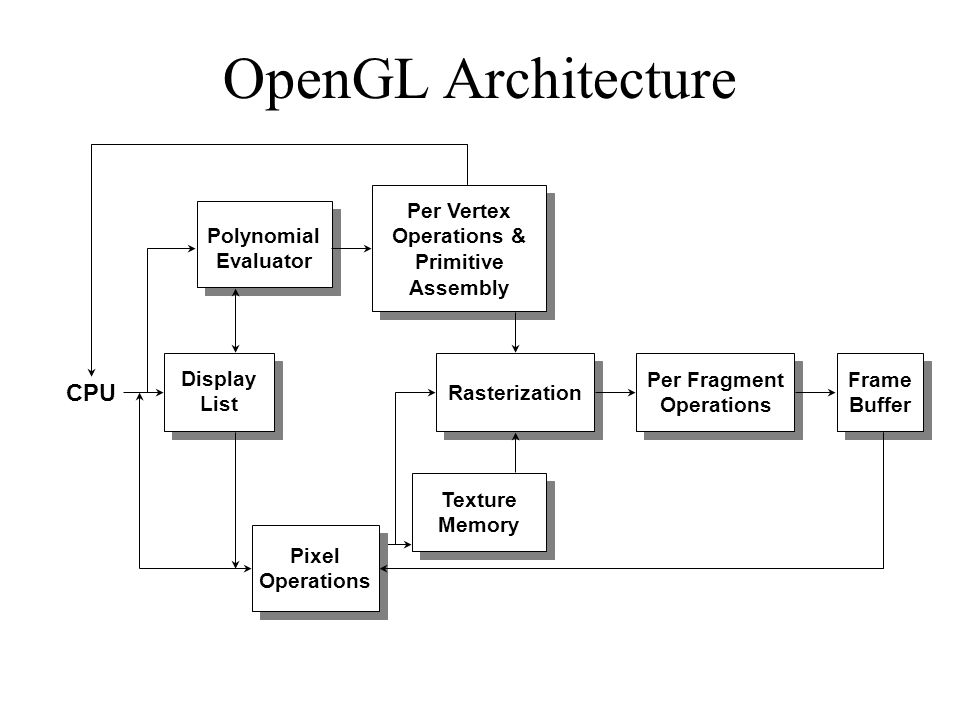 OpenGL Architecture
Polynomial
Evaluator
Per Vertex
Operations &
Primitive
Assembly
CPU
Display
List
Rasterization
Per Fragment
Operations
Frame
Buffer
Texture
Memory
Pixel
Operations